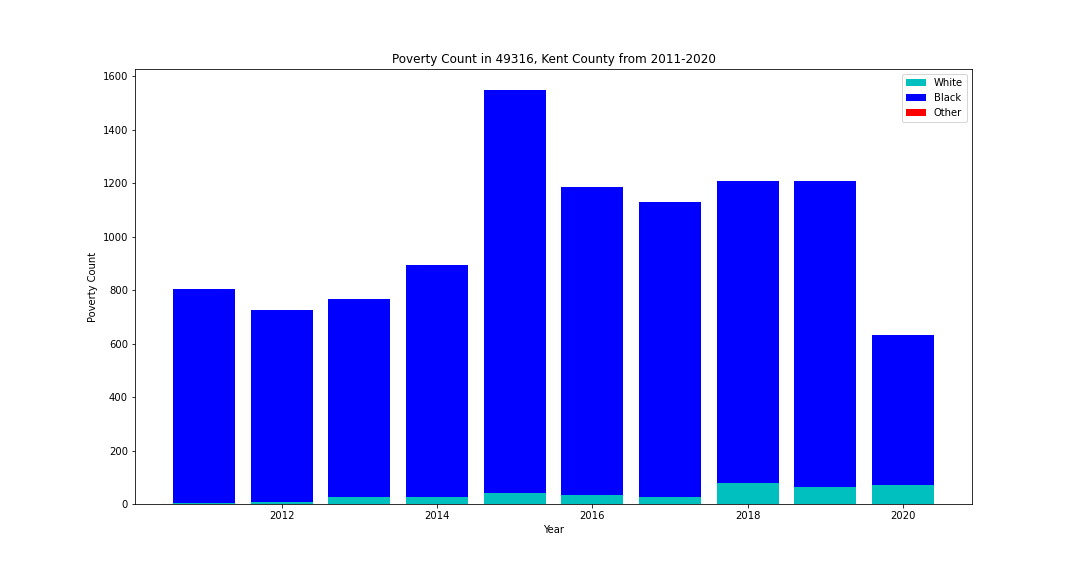 Poverty Count in 49316, Kent County from 2011-2020
White
Black
Other
1600
1400
1200
1000
800
600
400
200
0
Poverty Count
2012 2014 2016 2018 2020
Year